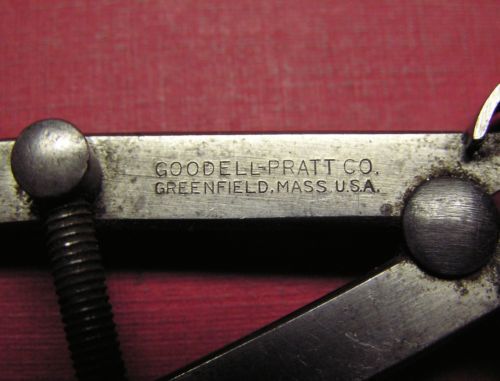 GOODELL-PRATT CO.
GREENFIELD, MASS U.S.A.